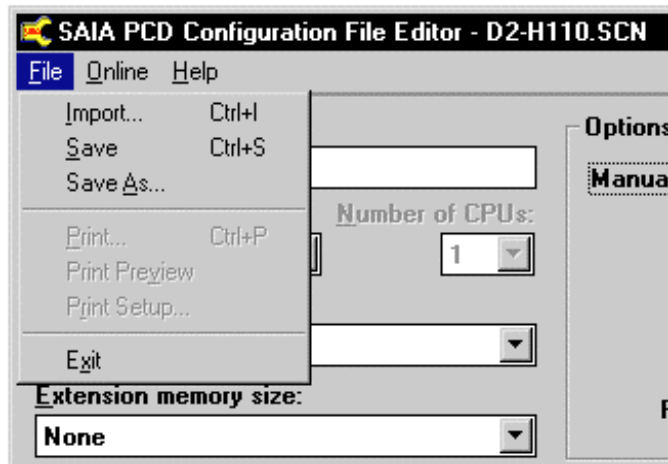 SAIA PCD Configuration File Editor - D2-H110.SCN
File Online Help
Import... Ctrl+I
Save Ctrl+S
Save As...
Print... Ctrl+P
Print Preview
Print Setup...
Exit
Options
Manua
Number of CPUs:
1
Extension memory size:
None